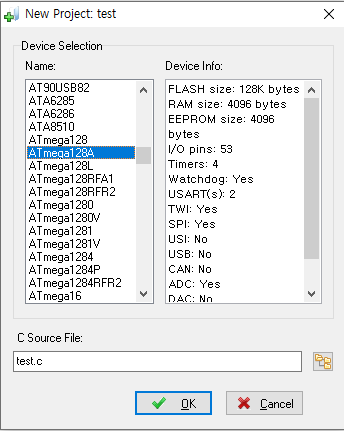 New Project: test
Device Selection
Name:
AT90USB82
ATA6285
ATA6286
ATA8510
ATmega128
ATmega128A
ATmega128L
ATmega128RFA1
ATmega128RFR2
ATmega1280
ATmega1280V
ATmega1281
ATmega1281V
ATmega1284
ATmega1284P
ATmega1284RFR2
ATmega16
Device Info:
FLASH size: 128K bytes
RAM size: 4096 bytes
EEPROM size: 4096
bytes
I/O pins: 53
Timers: 4
Watchdog: Yes
USART(s): 2
TWI: Yes
SPI: Yes
USI: No
USB: No
CAN: No
ADC: Yes
DAC: No
C Source File:
test.c
OK
Cancel